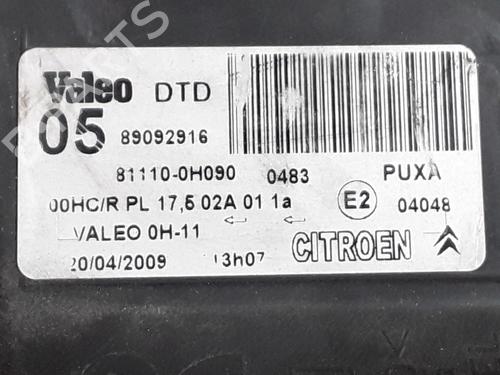 Valeo DTD
05 89092916
81110-0H090 0483 PUXA
00HC/R PL 17,5 02A 01 1a E2 04048
VALEO 0H-11 CITROEN
20/04/2009 13h07